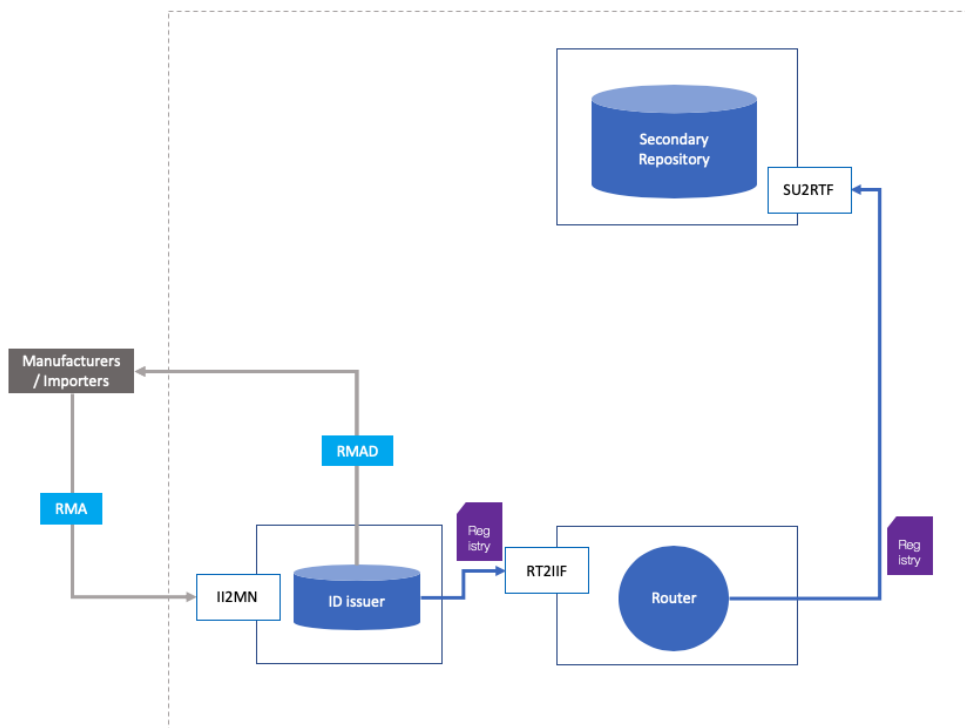 Secondary
Repository
SU2RTF
Manufacturers
/ Importers
RMAD
RMA
Reg
istry
Reg
istry
RT2IIF
II2MN
ID issuer
Router